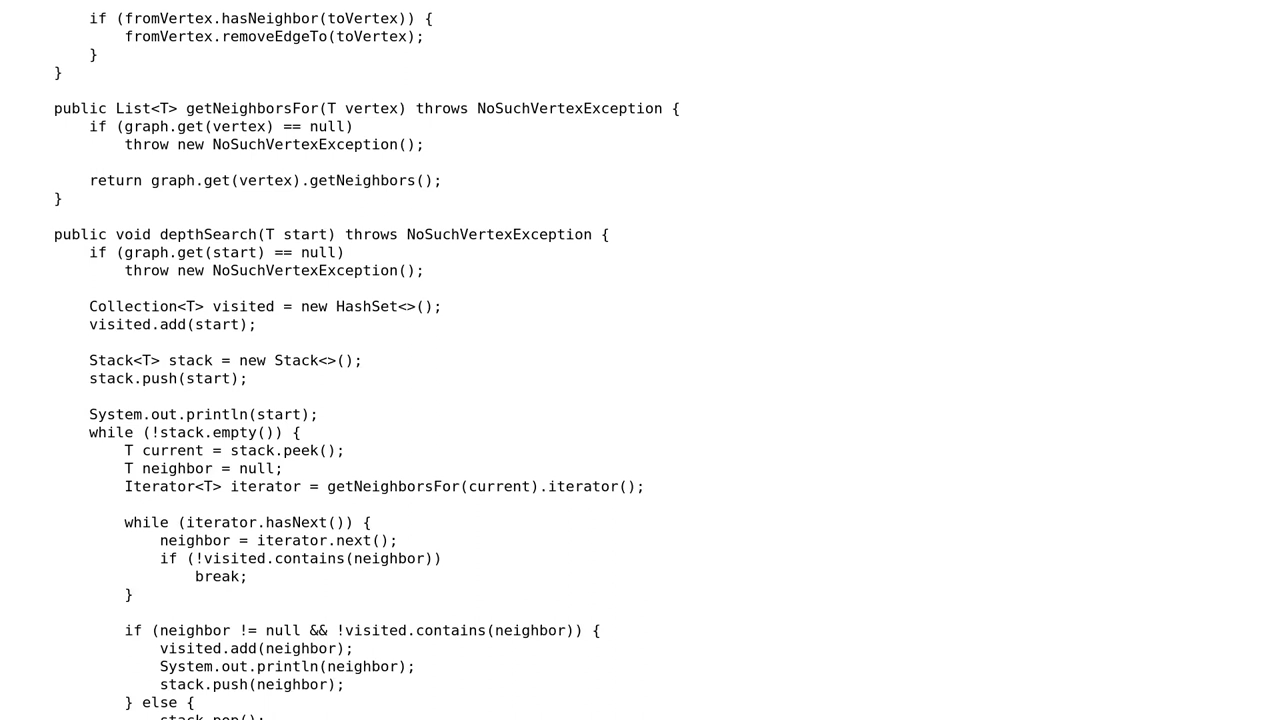 if (fromVertex.hasNeighbor(toVertex)) {
            fromVertex.removeEdgeTo(toVertex);
        }
    }

    public List<T> getNeighborsFor(T vertex) throws NoSuchVertexException {
        if (graph.get(vertex) == null)
            throw new NoSuchVertexException();

        return graph.get(vertex).getNeighbors();
    }

    public void depthSearch(T start) throws NoSuchVertexException {
        if (graph.get(start) == null)
            throw new NoSuchVertexException();

        Collection<T> visited = new HashSet<>();
        visited.add(start);

        Stack<T> stack = new Stack<>();
        stack.push(start);

        System.out.println(start);
        while (!stack.empty()) {
            T current = stack.peek();
            T neighbor = null;
            Iterator<T> iterator = getNeighborsFor(current).iterator();

            while (iterator.hasNext()) {
                neighbor = iterator.next();
                if (!visited.contains(neighbor))
                    break;
            }

            if (neighbor != null && !visited.contains(neighbor)) {
                visited.add(neighbor);
                System.out.println(neighbor);
                stack.push(neighbor);
            } else {
                stack.pop();